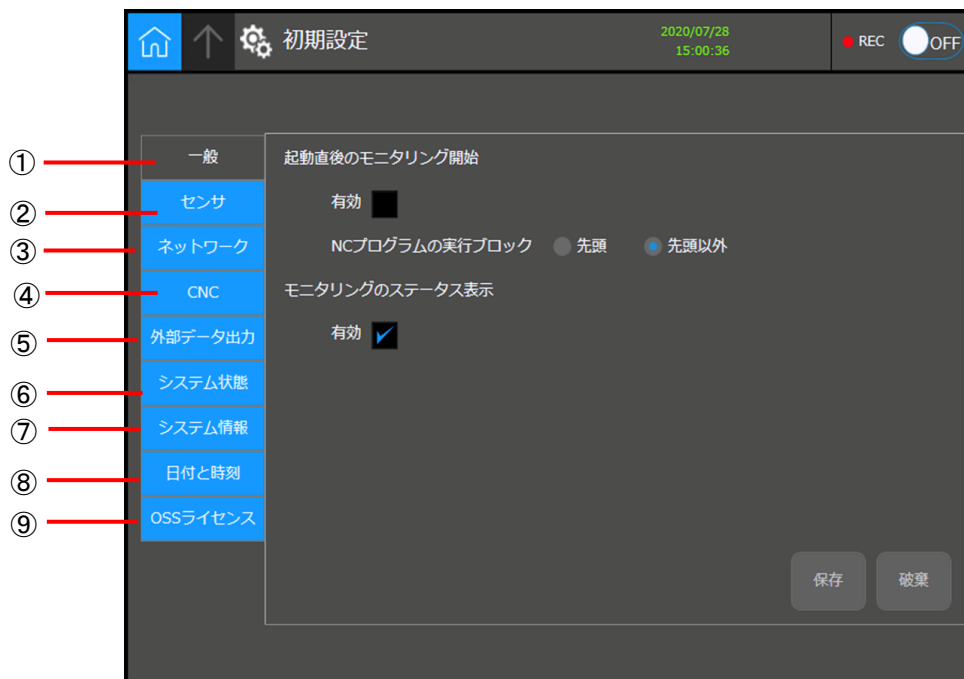 初期設定
2020/07/28
15:00:36
REC
OFF
① 一般
② センサ
③ ネットワーク
④ CNC
⑤ 外部データ出力
⑥ システム状態
⑦ システム情報
⑧ 日付と時刻
⑨ OSSライセンス
起動直後のモニタリング開始
有効
NCプログラムの実行ブロック 先頭 先頭以外
モニタリングのステータス表示
有効
保存 破棄